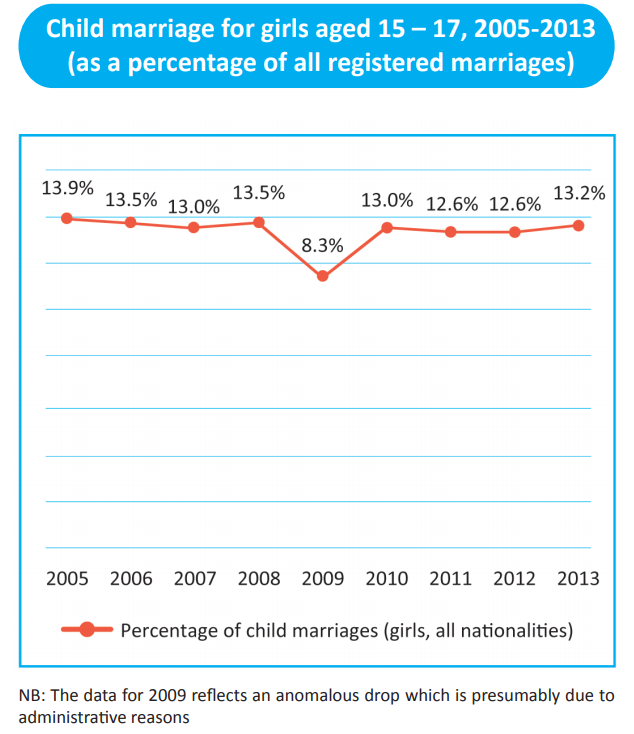 Child marriage for girls aged 15 – 17, 2005-2013
(as a percentage of all registered marriages)
13.9% 13.5% 13.0% 13.5% 8.3% 13.0% 12.6% 12.6% 13.2%
2005 2006 2007 2008 2009 2010 2011 2012 2013
Percentage of child marriages (girls, all nationalities)
NB: The data for 2009 reflects an anomalous drop which is presumably due to
administrative reasons